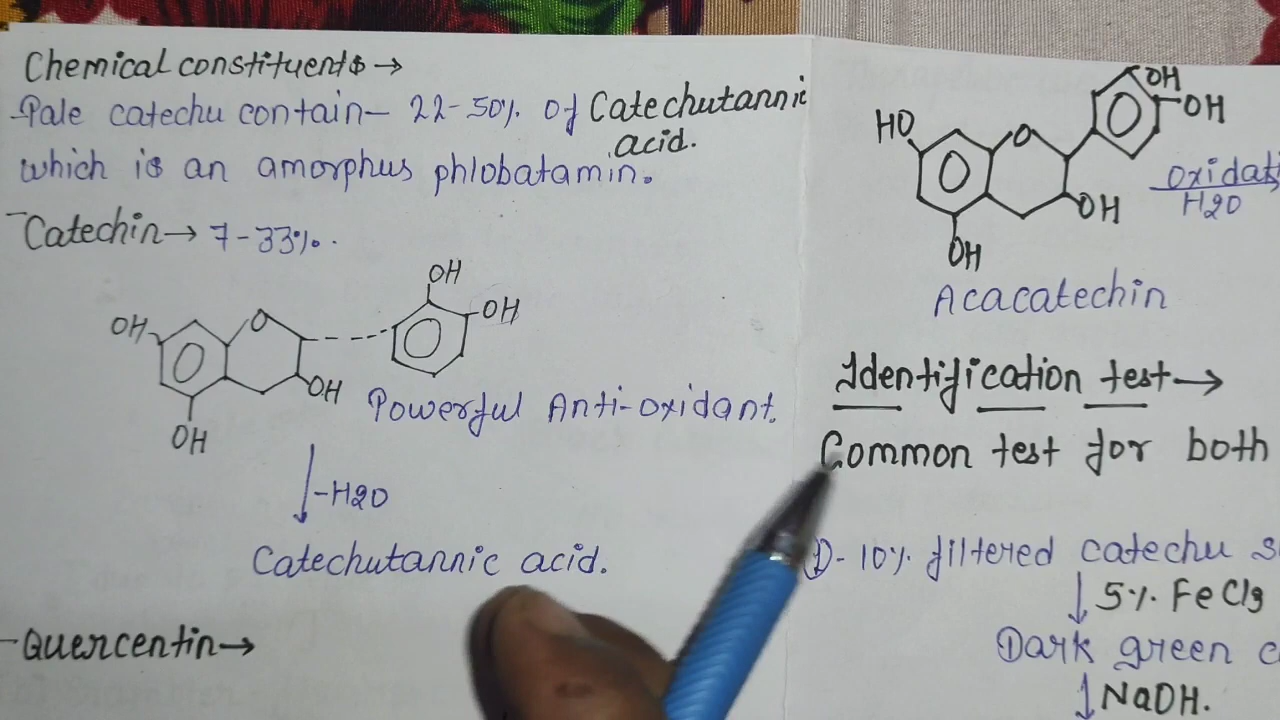 Chemical constituents →
Pale catechu contain– 22-50% of Catechutannic
acid.
which is an amorphus phlobatamin.
Catechin → 7-33%.
OH
OH
OH
O
OH
OH
Powerful Anti-oxidant.
-H2O
Catechutannic acid.
-Quercentin→
OH
OH
HO
O
OH
OH
H2O
Acacatechin
Identification test→
Common test for both
1)- 10% filtered catechu
5% FeCl3
Dark green
NaOH.